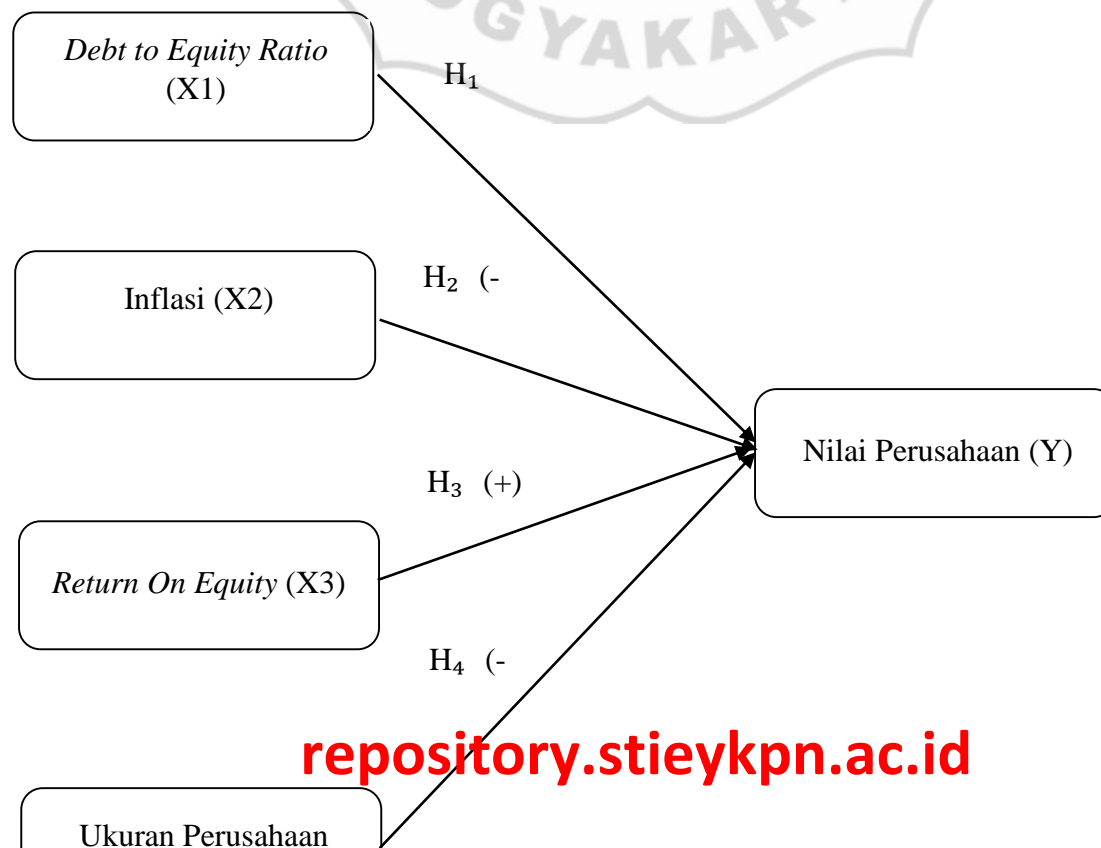 OGYAKAR
Debt to Equity Ratio
(X1)
H₁
Inflasi (X2)
H₂ (-
Nilai Perusahaan (Y)
H₃ (+)
Return On Equity (X3)
H₄ (-
repository.stieykpn.ac.id
Ukuran Perusahaan